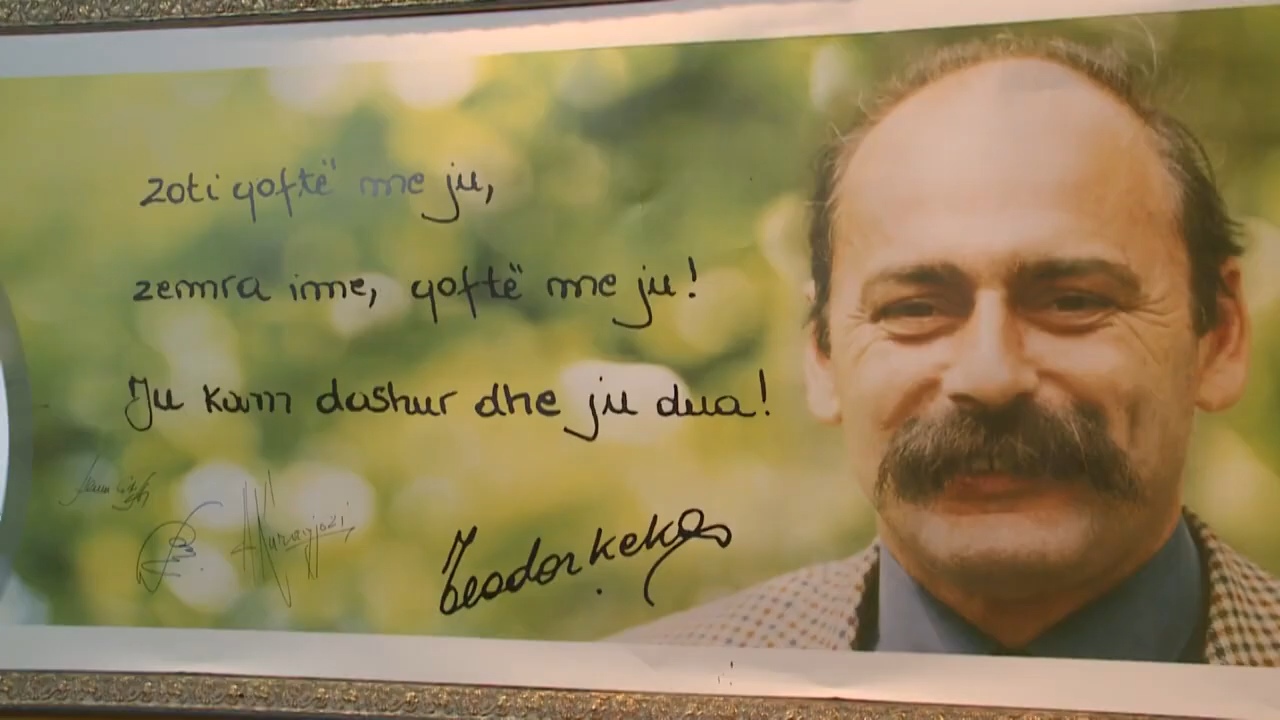 Zoti qoftë me ju,
zemra ime, qoftë me ju!
Ju kam dashur dhe ju dua!
Teodor Keko